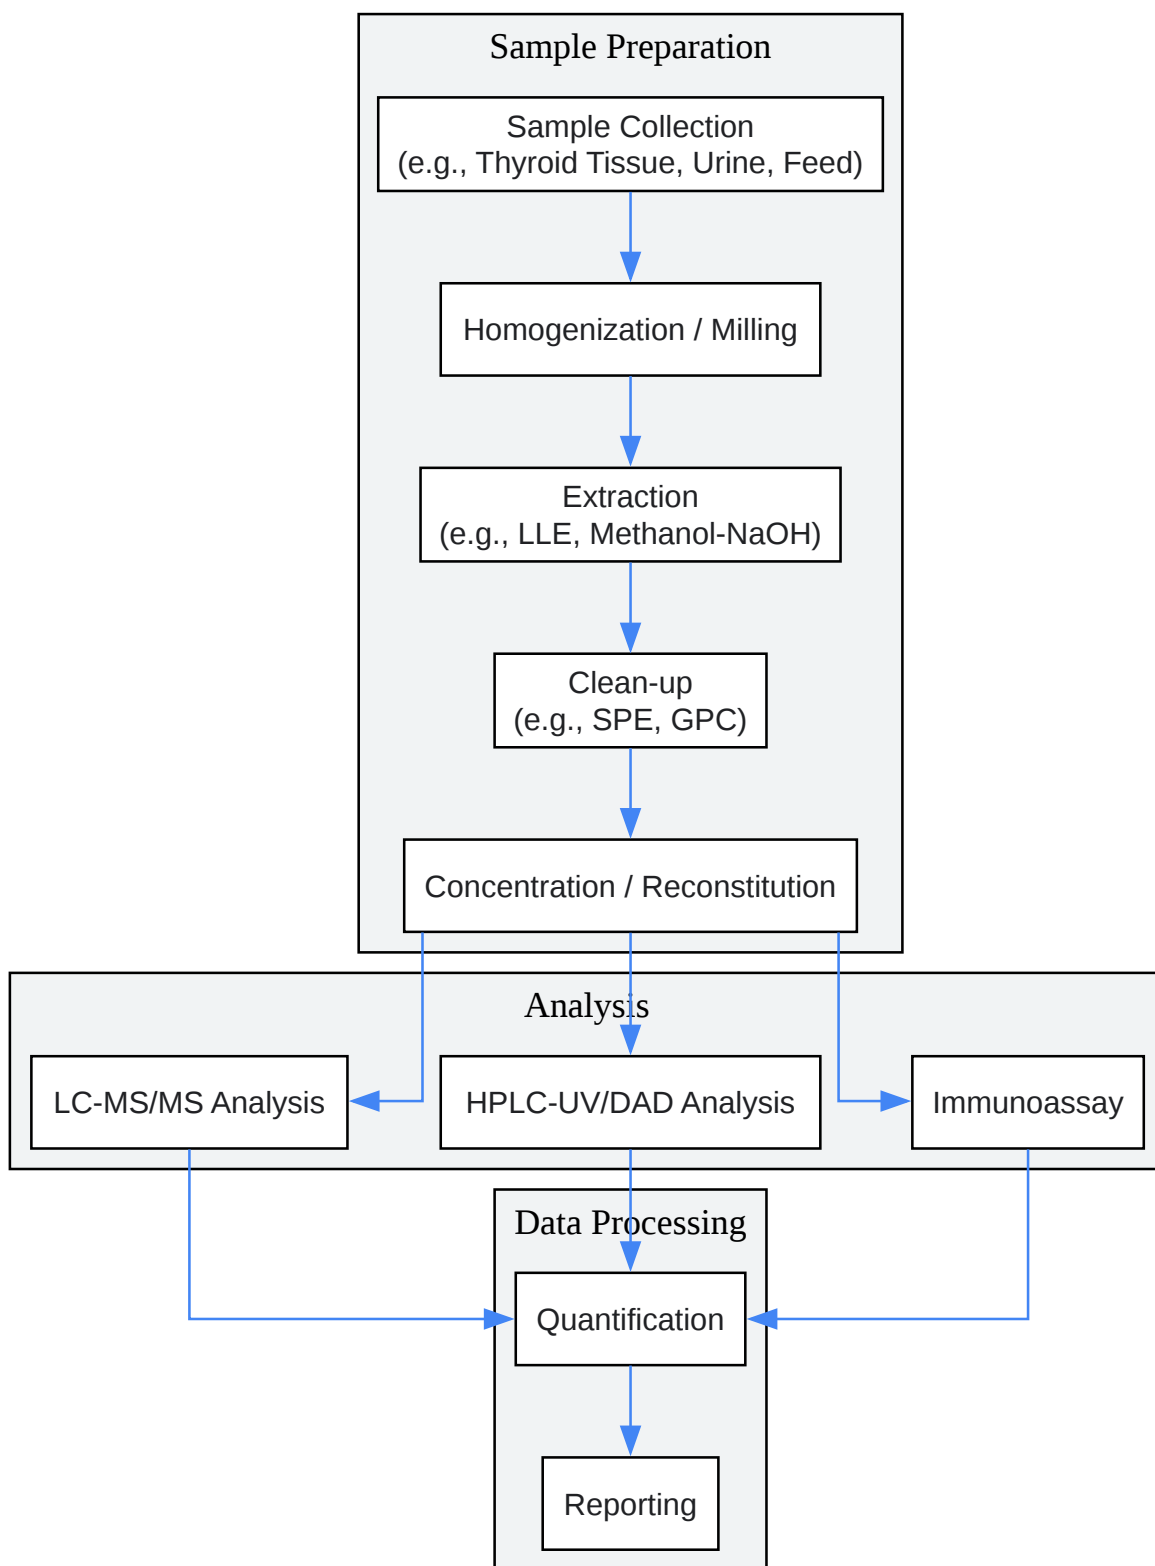 Sample Preparation
Sample Collection
(e.g., Thyroid Tissue, Urine, Feed)
Homogenization / Milling
Extraction
(e.g., LLE, Methanol-NaOH)
Clean-up
(e.g., SPE, GPC)
Concentration / Reconstitution
Analysis
LC-MS/MS Analysis
HPLC-UV/DAD Analysis
Immunoassay
Data Processing
Quantification
Reporting